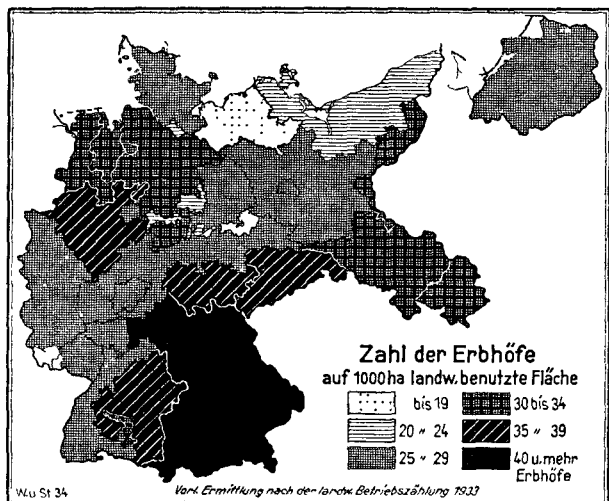 Zahl der Erbhöfe
auf 1000 ha landw. benutzte Fläche
bis 19
30 bis 34
20 " 24
35 " 39
25 " 29
40 u. mehr
Erbhöfe
W.u.St 34
Vorl. Ermittlung nach der landw. Betriebszählung 1933